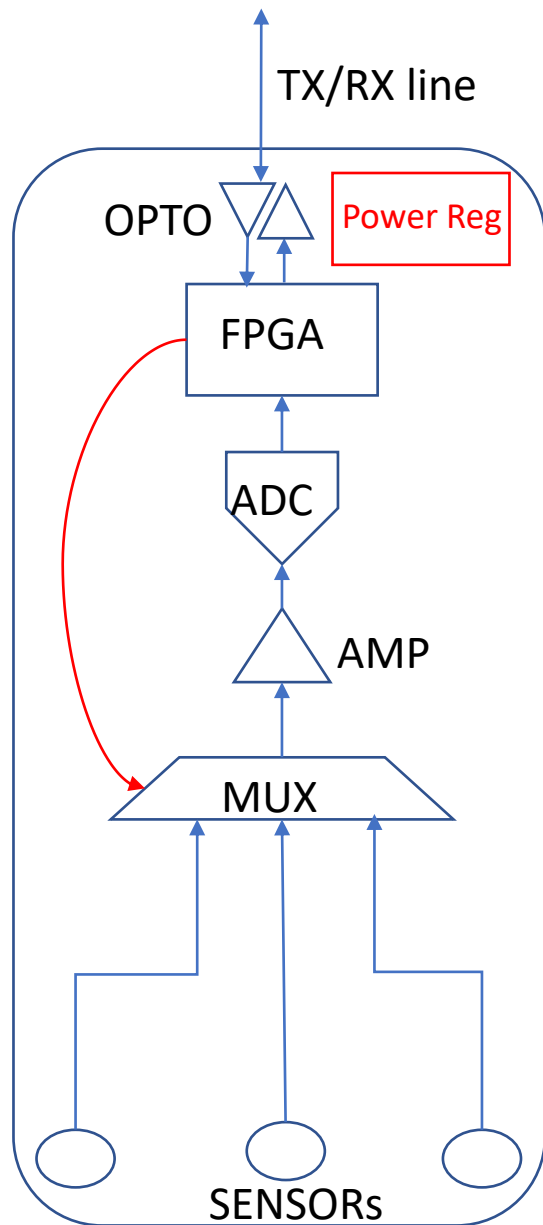 TX/RX line
OPTO
Power Reg
FPGA
ADC
AMP
MUX
SENSORs